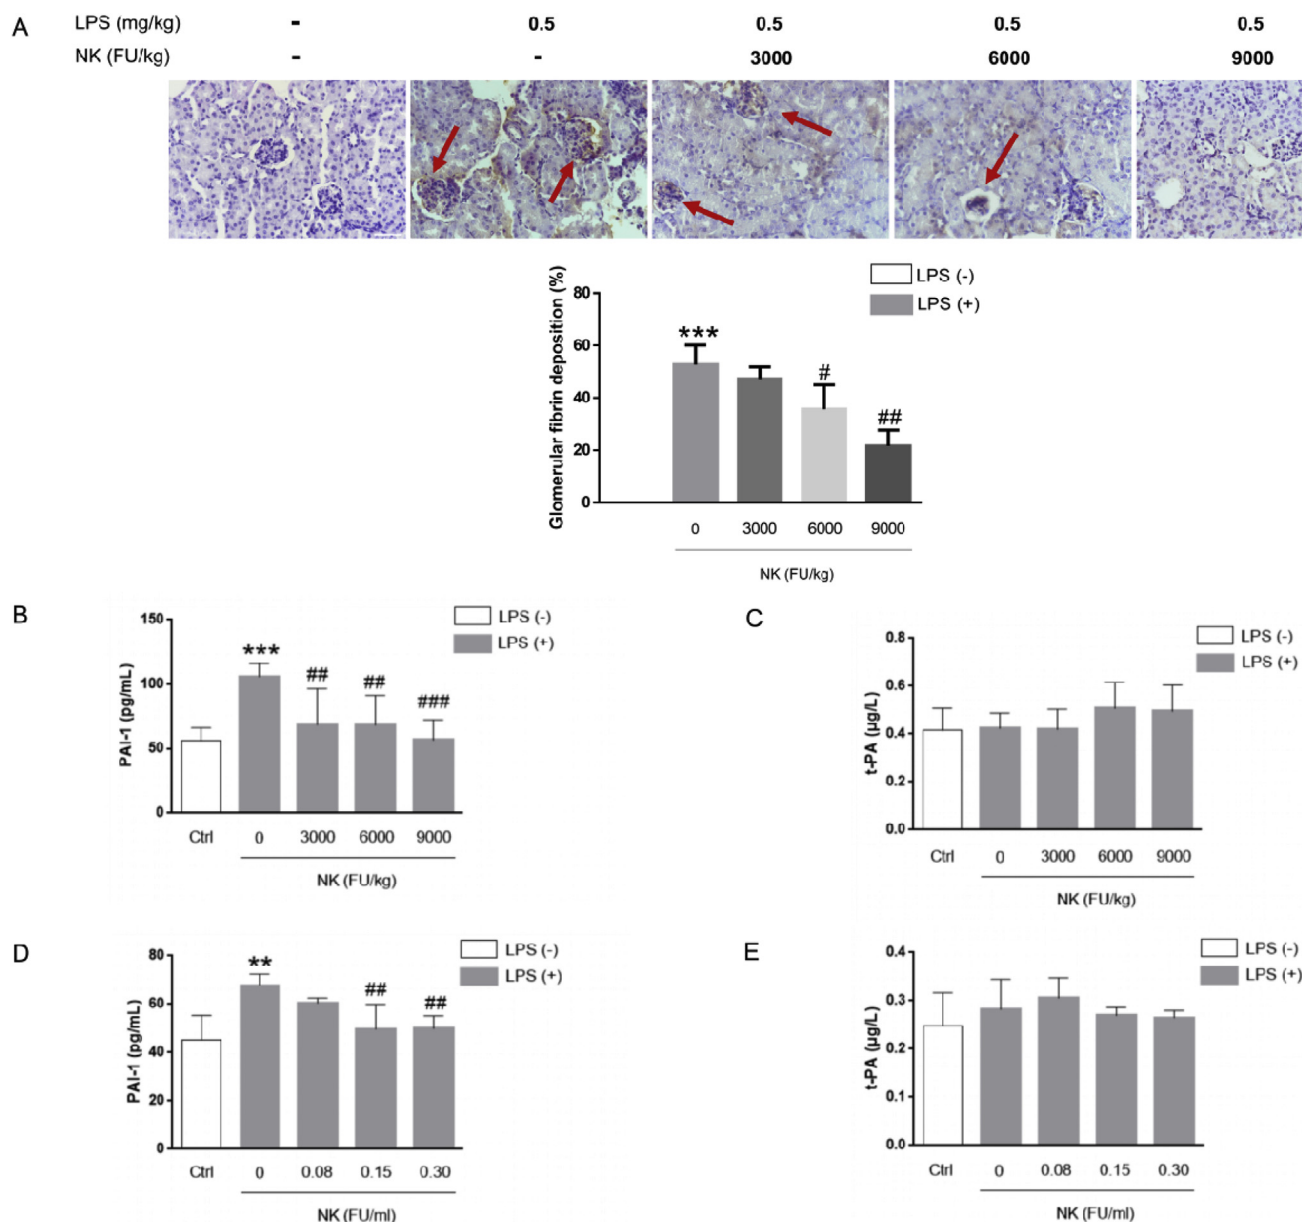 A
LPS (mg/kg) - 0.5 0.5 0.5 0.5
NK (FU/kg) - - 3000 6000 9000
Glomerular fibrin deposition (%)
80
60
40
20
0
***
#
##
LPS (-)
LPS (+)
0 3000 6000 9000
NK (FU/kg)
B
PAI-1 (pg/mL)
150
100
50
0
***
##
##
###
LPS (-)
LPS (+)
Ctrl 0 3000 6000 9000
NK (FU/kg)
C
t-PA (µg/L)
0.8
0.6
0.4
0.2
0.0
LPS (-)
LPS (+)
Ctrl 0 3000 6000 9000
NK (FU/kg)
D
PAI-1 (pg/mL)
80
60
40
20
0
**
##
##
LPS (-)
LPS (+)
Ctrl 0 0.08 0.15 0.30
NK (FU/ml)
E
t-PA (µg/L)
0.4
0.3
0.2
0.1
0.0
LPS (-)
LPS (+)
Ctrl 0 0.08 0.15 0.30
NK (FU/ml)